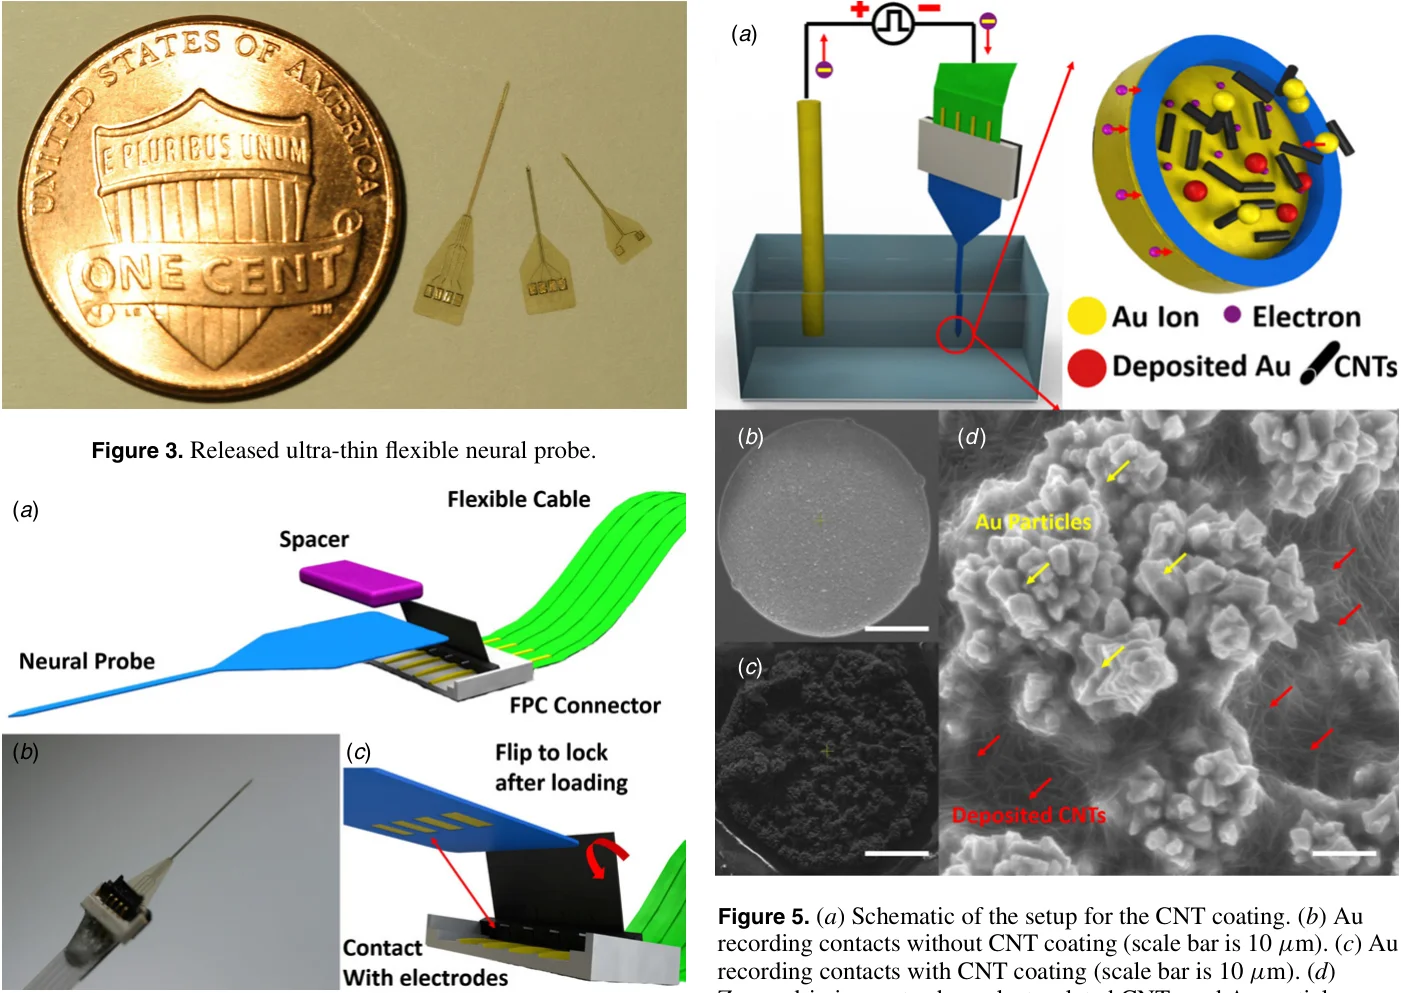 UNITED STATES OF AMERICA
E PLURIBUS UNUM
ONE CENT
Figure 3. Released ultra-thin flexible neural probe.
(a)
Flexible Cable
Spacer
Neural Probe
FPC Connector
(b)
(c)
Flip to lock
after loading
Contact
With electrodes
(a)
+ −
Au Ion
Electron
Deposited Au
CNTs
(b)
(d)
Au Particles
(c)
Deposited CNTs
Figure 5. (a) Schematic of the setup for the CNT coating. (b) Au
recording contacts without CNT coating (scale bar is 10 μm). (c) Au
recording contacts with CNT coating (scale bar is 10 μm). (d)